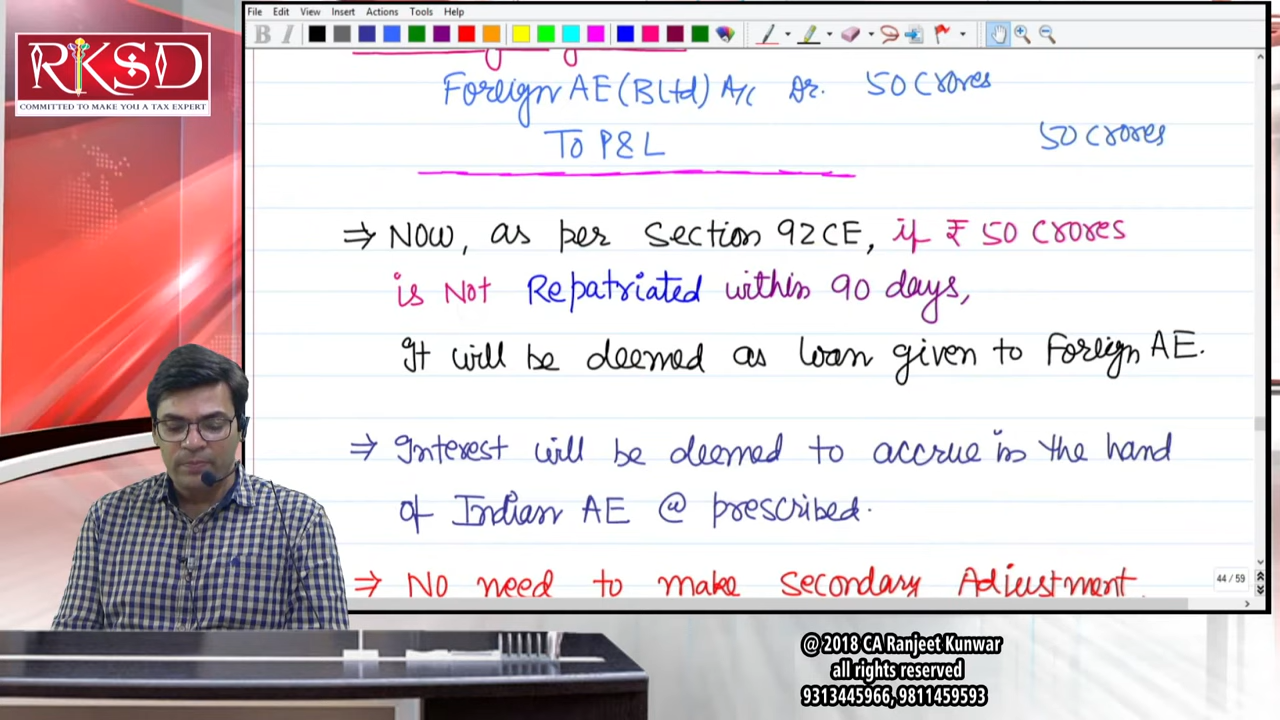 File Edit View Insert Actions Tools Help
B I
RKSD
COMMITTED TO MAKE YOU A TAX EXPERT
Foreign AE (B Ltd) A/c Dr. 50 Crores
To P&L 50 Crores
⇒ Now, as per Section 92CE, if ₹ 50 Crores
is Not Repatriated within 90 days,
It will be deemed as loan given to Foreign AE.
⇒ Interest will be deemed to accrue in the hand
of Indian AE @ prescribed.
⇒ No need to make Secondary Adjustment
44 / 59
@ 2018 CA Ranjeet Kunwar
all rights reserved
9313445966, 9811459593